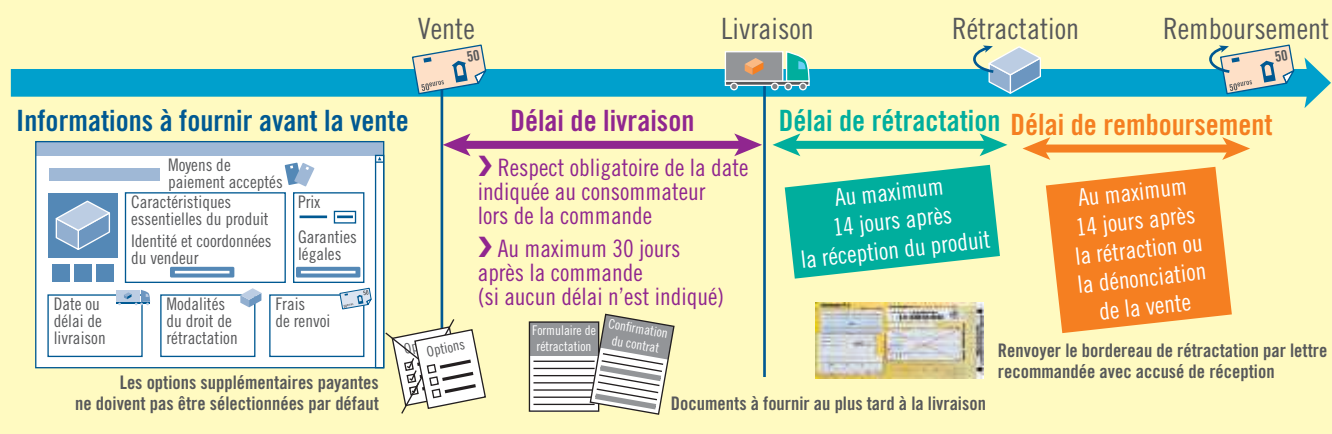 Vente
Livraison
Rétractation
Remboursement
50
50euros
50
50euros
Informations à fournir avant la vente
Moyens de
paiement acceptés
Caractéristiques
essentielles du produit
Identité et coordonnées
du vendeur
Prix
Garanties
légales
Date ou
délai de
livraison
Modalités
du droit de
rétractation
Frais
de renvoi
Les options supplémentaires payantes
ne doivent pas être sélectionnées par défaut
Op
Options
Délai de livraison
❯ Respect obligatoire de la date
indiquée au consommateur
lors de la commande
❯ Au maximum 30 jours
après la commande
(si aucun délai n’est indiqué)
Formulaire de
rétractation
Confirmation
du contrat
Documents à fournir au plus tard à la livraison
Délai de rétractation
Au maximum
14 jours après
la réception du produit
Délai de remboursement
Au maximum
14 jours après
la rétraction ou
la dénonciation
de la vente
Renvoyer le bordereau de rétractation par lettre
recommandée avec accusé de réception